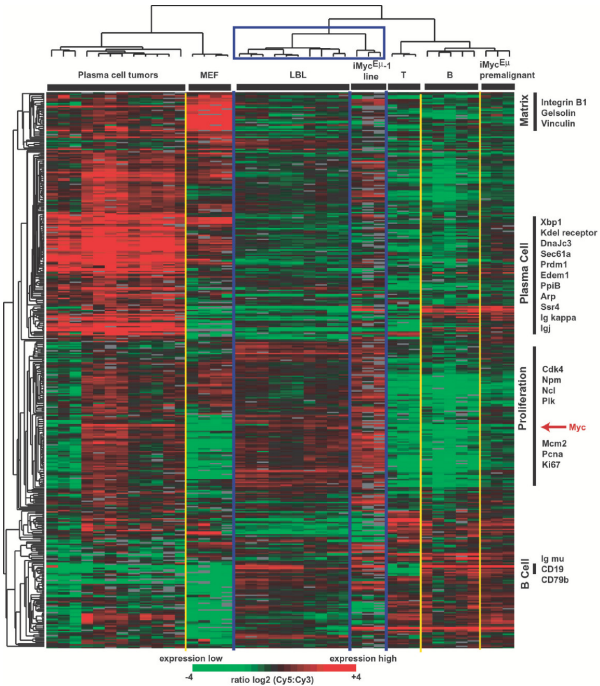 iMycEμ-1
line
iMycEμ
premalignant
Plasma cell tumors
MEF
LBL
T
B
Matrix
Integrin B1
Gelsolin
Vinculin
Plasma Cell
Xbp1
Kdel receptor
DnaJc3
Sec61a
Prdm1
Edem1
PpiB
Arp
Ssr4
Ig kappa
Igj
Proliferation
Cdk4
Npm
Ncl
Plk
Myc
Mcm2
Pcna
Ki67
B Cell
Ig mu
CD19
CD79b
expression low
expression high
-4
ratio log2 (Cy5:Cy3)
+4